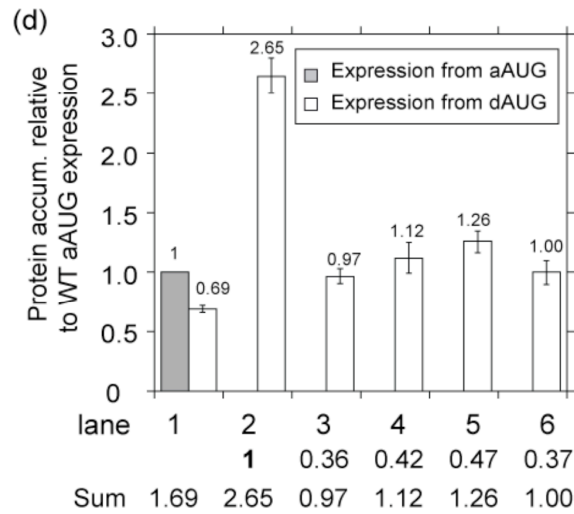 (d)
Protein accum. relative
to WT aAUG expression
3.0
2.5
2.0
1.5
1.0
0.5
0
Expression from aAUG
Expression from dAUG
1
0.69
2.65
0.97
1.12
1.26
1.00
lane 1 2 3 4 5 6
1 0.36 0.42 0.47 0.37
Sum 1.69 2.65 0.97 1.12 1.26 1.00